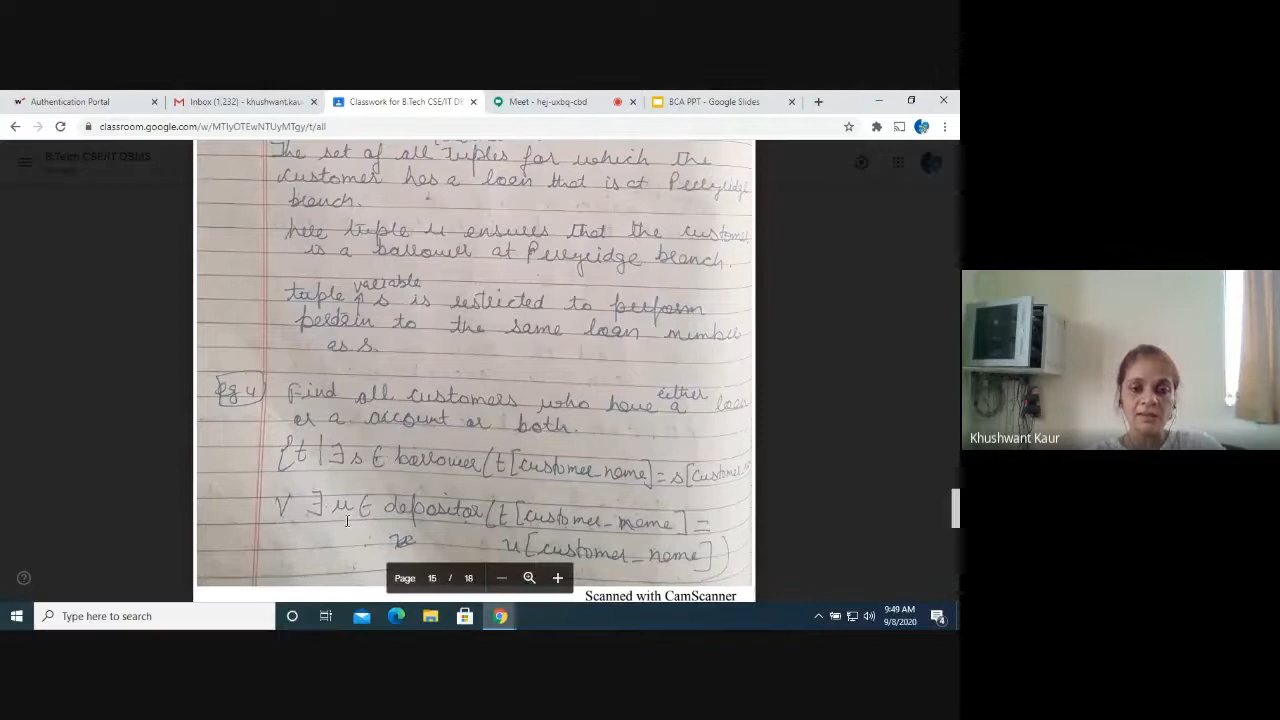 Authentication Portal
Inbox (1,232) - khushwant.kau
Classwork for B.Tech CSE/IT DB
Meet - hej-uxbq-cbd
BCA PPT - Google Slides
classroom.google.com/w/MTIyOTEwNTUyMTgy/t/all
B.Tech CSE/IT DBMS
The set of all tuples for which the
customer has a loan that is at Perryridge
branch.
here tuple u ensures that the customer
is a borrower at Perryridge branch.
variable
tuple s is restricted to perform
pertain to the same loan number
as s.
Eg 4 Find all customers who have either a loan
or a account or both.
{t | ∃ s ∈ borrower (t[customer name] = s[customer
V ∃ u ∈ depositor (t[customer_name] =
u[customer_name])
Page 15 / 18
Scanned with CamScanner
Khushwant Kaur
Type here to search
9:49 AM
9/8/2020
4